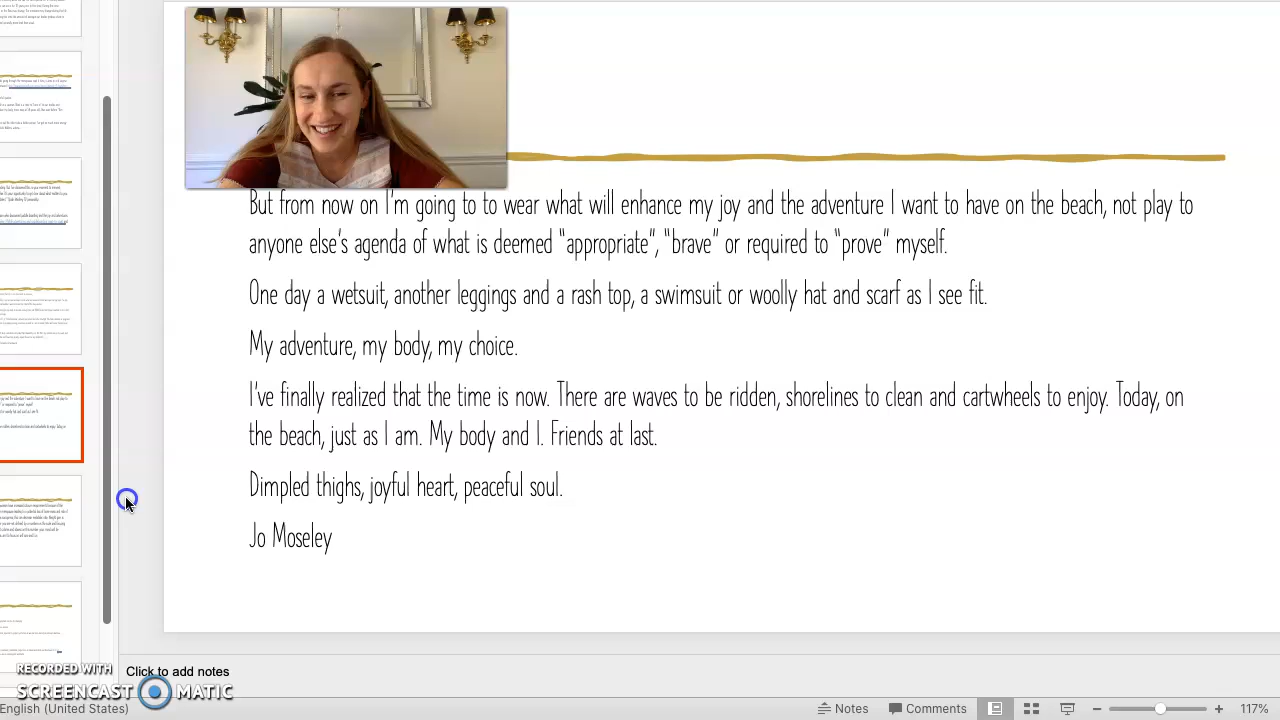 But from now on I'm going to to wear what will enhance my joy and the adventure I want to have on the beach, not play to
anyone else's agenda of what is deemed "appropriate", "brave" or required to "prove" myself.
One day a wetsuit, another leggings and a rash top, a swimsuit or woolly hat and scarf as I see fit.
My adventure, my body, my choice.
I've finally realized that the time is now. There are waves to be ridden, shorelines to clean and cartwheels to enjoy. Today, on
the beach, just as I am. My body and I. Friends at last.
Dimpled thighs, joyful heart, peaceful soul.
Jo Moseley
Click to add notes
RECORDED WITH
SCREENCAST MATIC
English (United States)
Notes
Comments
117%